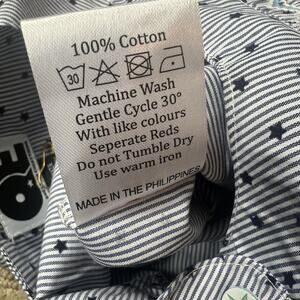 100% Cotton
30
Machine Wash
Gentle Cycle 30°
With like colours
Seperate Reds
Do not Tumble Dry
Use warm iron
MADE IN THE PHILIPPINES